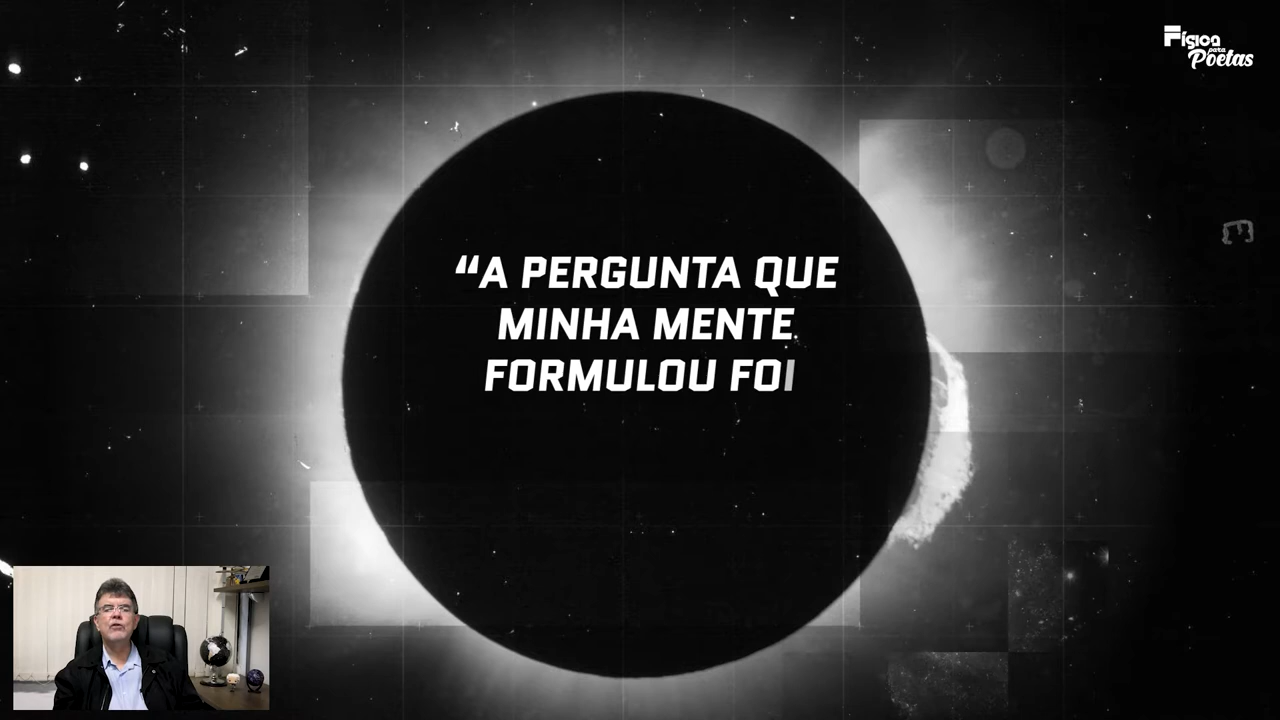 Física
para
Poetas
“A PERGUNTA QUE
MINHA MENTE
FORMULOU FOI